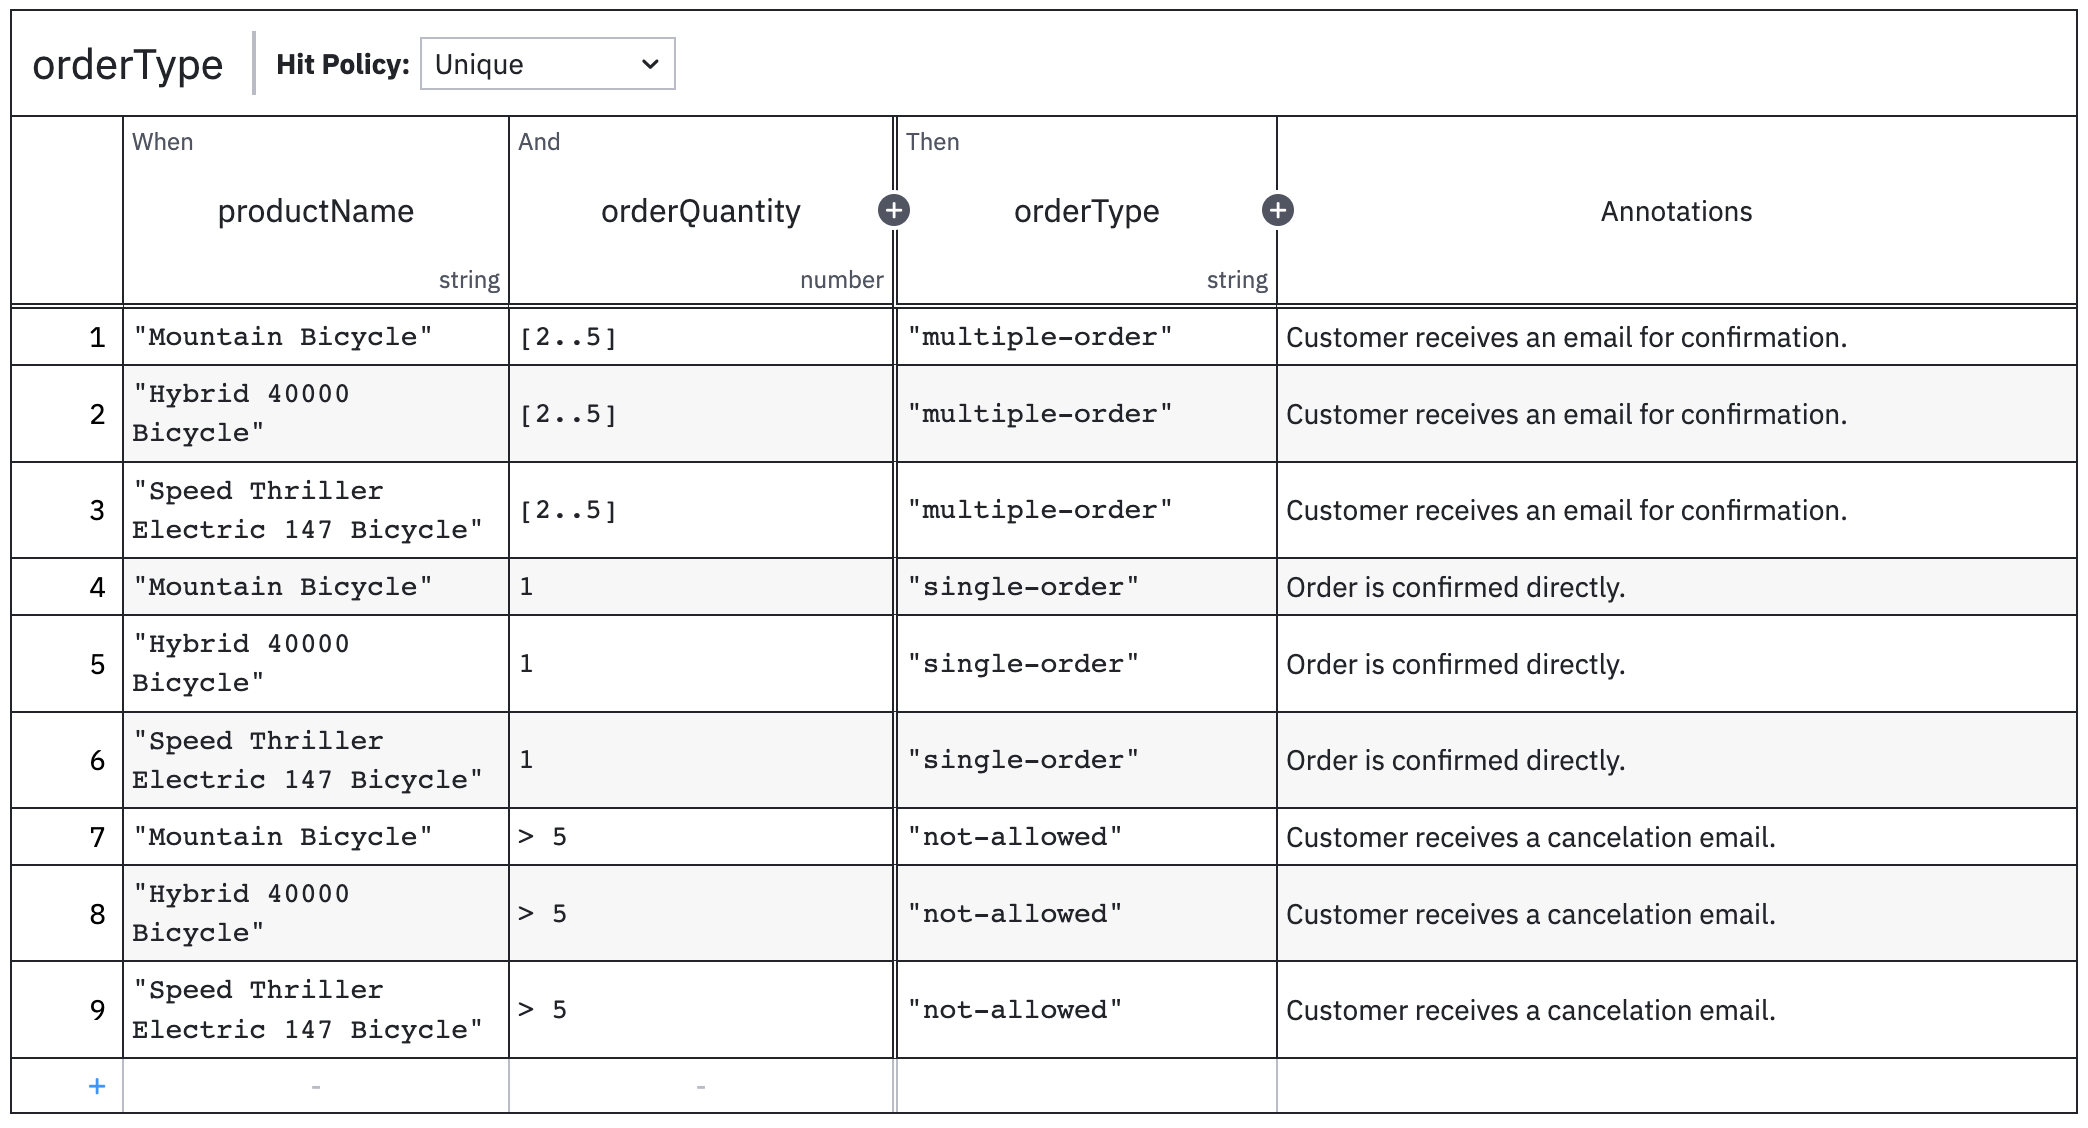 orderType Hit Policy: Unique
When And Then
productName orderQuantity + orderType + Annotations
string number string
1 "Mountain Bicycle" [2..5] "multiple-order" Customer receives an email for confirmation.
2 "Hybrid 40000
Bicycle" [2..5] "multiple-order" Customer receives an email for confirmation.
3 "Speed Thriller
Electric 147 Bicycle" [2..5] "multiple-order" Customer receives an email for confirmation.
4 "Mountain Bicycle" 1 "single-order" Order is confirmed directly.
5 "Hybrid 40000
Bicycle" 1 "single-order" Order is confirmed directly.
6 "Speed Thriller
Electric 147 Bicycle" 1 "single-order" Order is confirmed directly.
7 "Mountain Bicycle" > 5 "not-allowed" Customer receives a cancelation email.
8 "Hybrid 40000
Bicycle" > 5 "not-allowed" Customer receives a cancelation email.
9 "Speed Thriller
Electric 147 Bicycle" > 5 "not-allowed" Customer receives a cancelation email.
+ - -